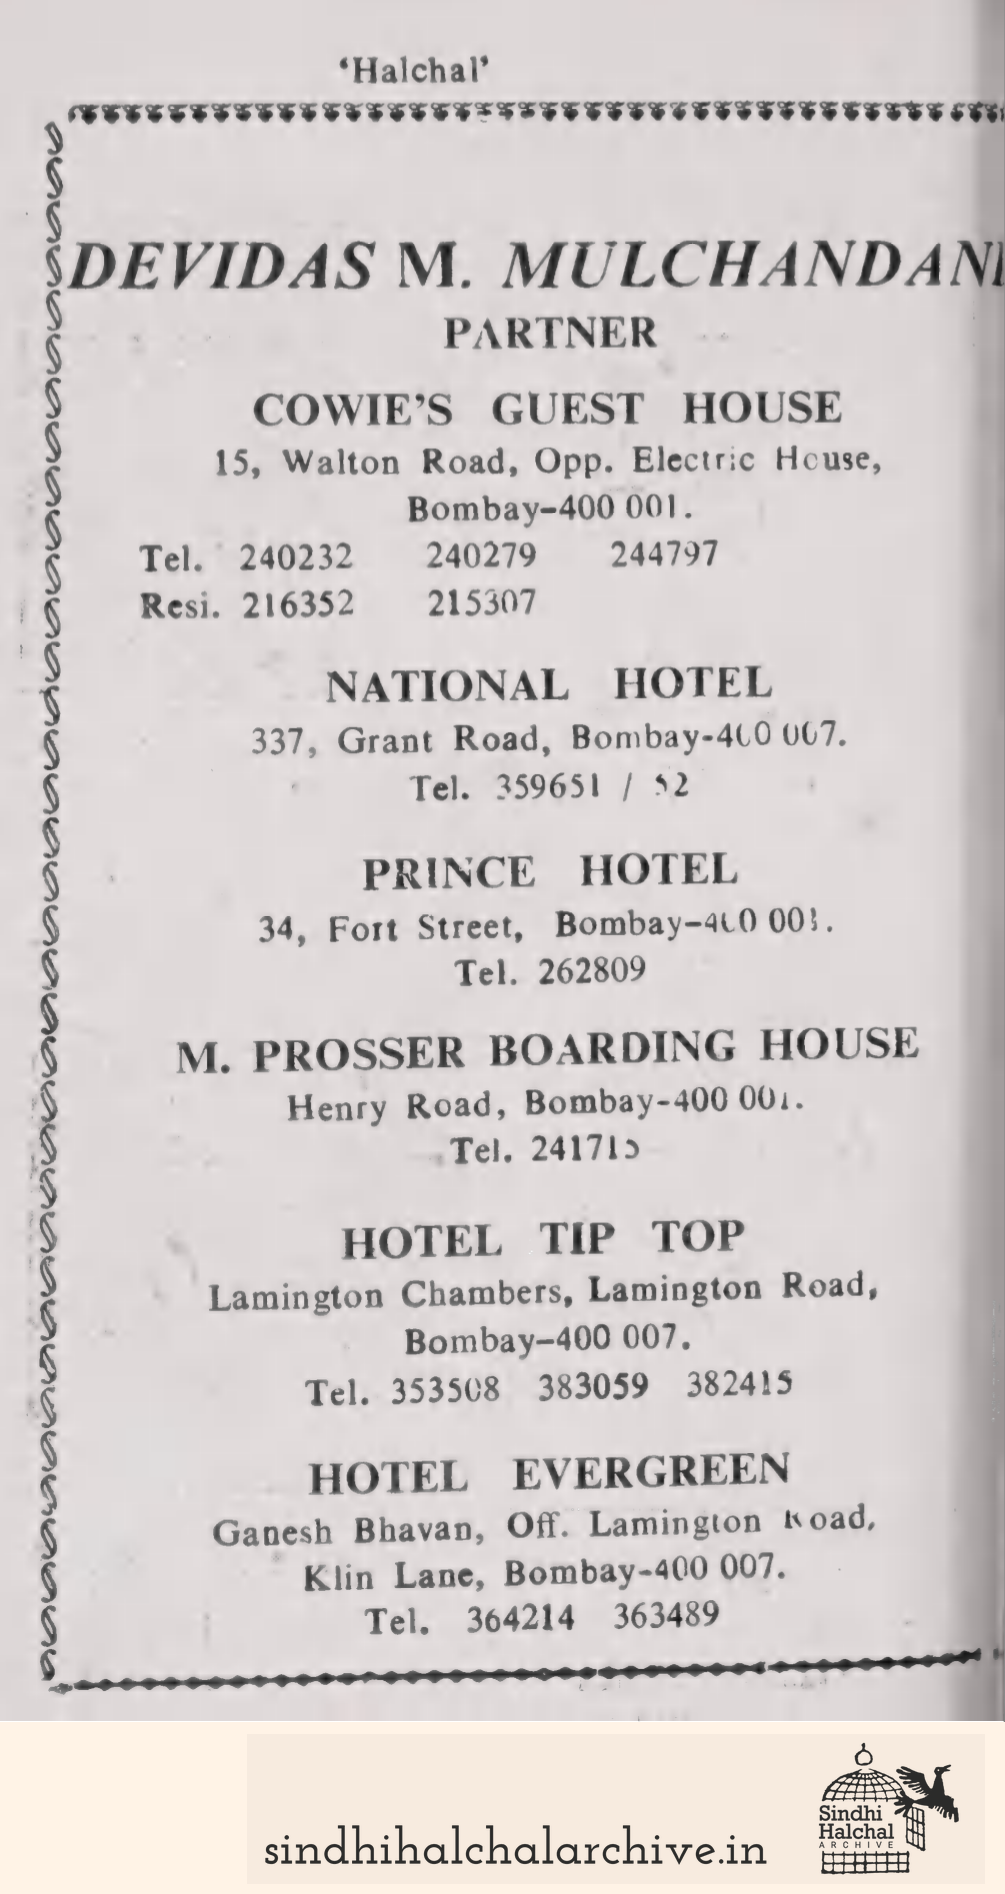 ‘Halchal’
DEVIDAS M. MULCHANDANI
PARTNER
COWIE’S GUEST HOUSE
15, Walton Road, Opp. Electric House,
Bombay-400 001.
Tel. 240232 240279 244797
Resi. 216352 215307
NATIONAL HOTEL
337, Grant Road, Bombay-400 007.
Tel. 359651 / 52
PRINCE HOTEL
34, Fort Street, Bombay-400
Tel. 262809
M. PROSSER BOARDING HOUSE
Henry Road, Bombay-400 001.
Tel. 241715
HOTEL TIP TOP
Lamington Chambers, Lamington Road,
Bombay-400 007.
Tel. 353508 383059 382415
HOTEL EVERGREEN
Ganesh Bhavan, Off. Lamington Road,
Klin Lane, Bombay-400 007.
Tel. 364214 363489
sindhihalchalarchive.in
Sindhi
Halchal
ARCHIVE